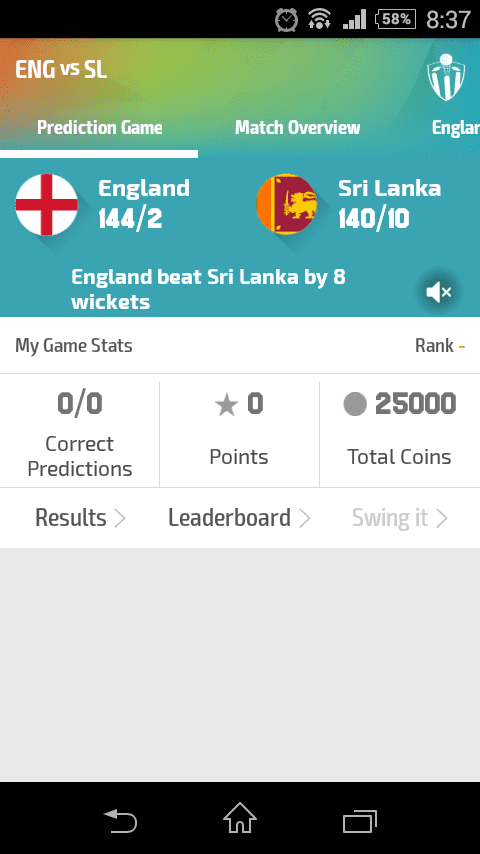 58% 8:37
ENG vs SL
Prediction Game Match Overview Englar
England Sri Lanka
144/2 140/10
England beat Sri Lanka by 8
wickets
My Game Stats Rank -
0/0 0 25000
Correct
Predictions Points Total Coins
Results Leaderboard Swing it